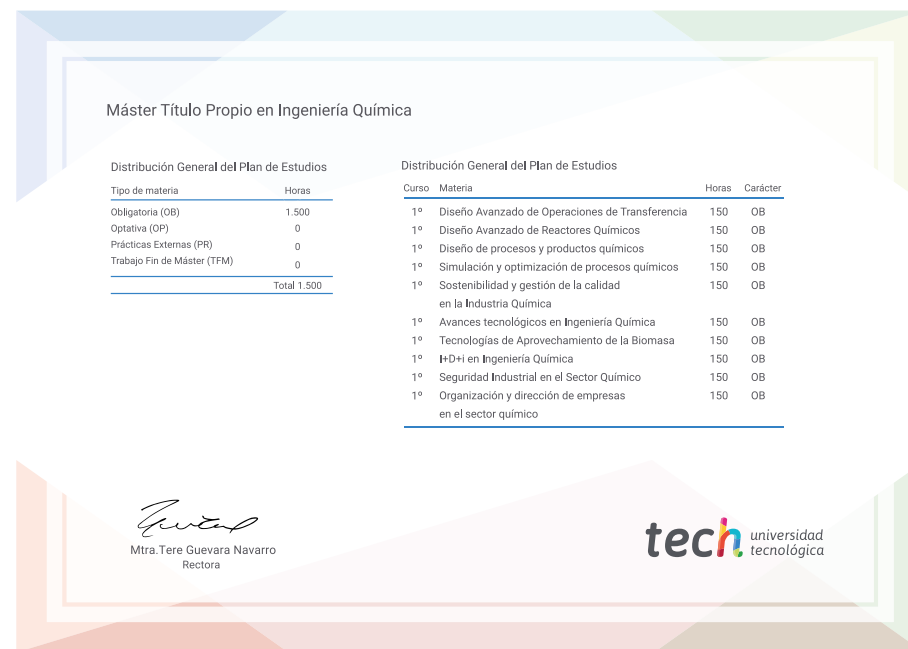 Máster Título Propio en Ingeniería Química
Distribución General del Plan de Estudios
Tipo de materia Horas
Obligatoria (OB) 1.500
Optativa (OP) 0
Prácticas Externas (PR) 0
Trabajo Fin de Máster (TFM) 0
Total 1.500
Distribución General del Plan de Estudios
Curso Materia Horas Carácter
1º Diseño Avanzado de Operaciones de Transferencia 150 OB
1º Diseño Avanzado de Reactores Químicos 150 OB
1º Diseño de procesos y productos químicos 150 OB
1º Simulación y optimización de procesos químicos 150 OB
1º Sostenibilidad y gestión de la calidad 150 OB
en la Industria Química
1º Avances tecnológicos en Ingeniería Química 150 OB
1º Tecnologías de Aprovechamiento de la Biomasa 150 OB
1º I+D+i en Ingeniería Química 150 OB
1º Seguridad Industrial en el Sector Químico 150 OB
1º Organización y dirección de empresas 150 OB
en el sector químico
Mtra.Tere Guevara Navarro
Rectora
tech universidad
tecnológica